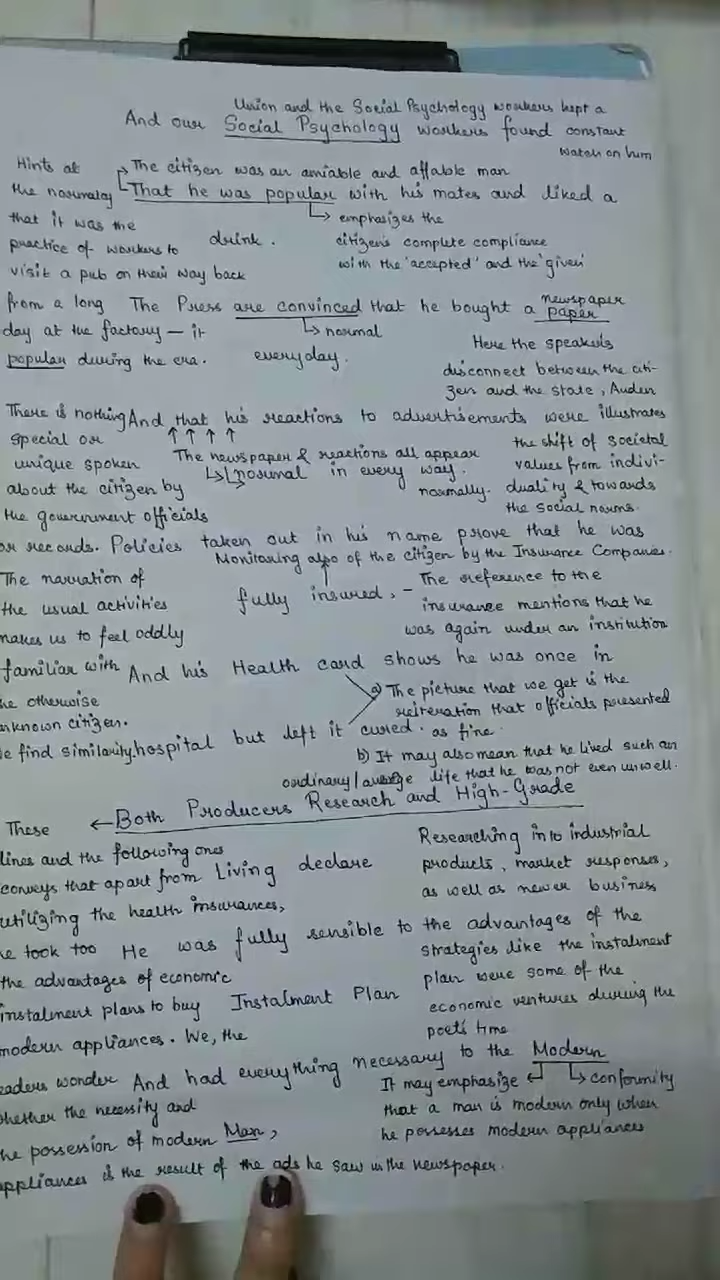 Union and the Social Psychology workers kept a
And our Social Psychology workers found constant
watch on him
Hints at The citizen was an amiable and affable man
the normalcy That he was popular with his mates and liked a
that it was the emphasizes the
practice of workers to drink. citizen's complete compliance
visit a pub on their way back with the 'accepted' and the 'given'
from a long The Press are convinced that he bought a newspaper paper
day at the factory – it normal Here the speaker's
popular during the era. everyday. disconnect between the citi-
zen and the state, Auden
There is nothing And that his reactions to advertisements were illustrates
special or The newspaper & reactions all appear the shift of societal
unique spoken normal in every way. values from indivi-
about the citizen by normally. duality & towards
the government officials the social norms.
or records. Policies taken out in his name prove that he was
Monitoring also of the citizen by the Insurance Companies.
The narration of fully insured, – The reference to the
the usual activities insurance mentions that he
makes us to feel oddly was again under an institution
familiar with And his Health card shows he was once in
he otherwise a) The picture that we get is the
unknown citizen. reiteration that officials presented
e find similarity. hospital but left it cured. as fine.
b) It may also mean that he lived such an
ordinary/average life that he was not even unwell.
These Both Producers Research and High-Grade
lines and the following ones Researching into industrial
conveys that apart from Living declare products, market responses,
utilizing the health insurances, as well as newer business
e took too He was fully sensible to the advantages of the
the advantages of economic strategies like the instalment
instalment plans to buy Instalment Plan plan were some of the
modern appliances. We, the economic ventures during the
poet's time
eaders wonder And had everything necessary to the Modern
whether the necessity and It may emphasize conformity
he possession of modern Man, that a man is modern only when
he possesses modern appliances
appliances is the result of the ads he saw in the newspaper.